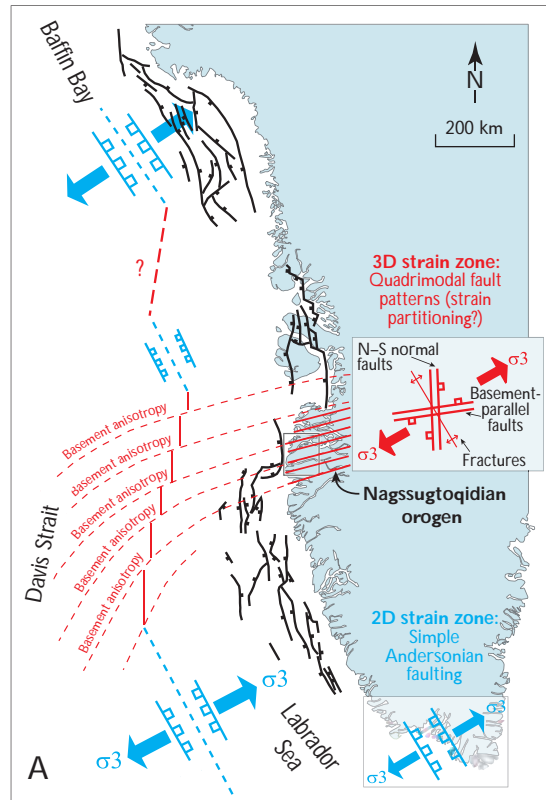 Baffin Bay
N
200 km
?
3D strain zone:
Quadrimodal fault
patterns (strain
partitioning?)
N–S normal
faults
σ3
Basement-
parallel
faults
σ3
Fractures
Basement anisotropy
Basement anisotropy
Basement anisotropy
Basement anisotropy
Basement anisotropy
Nagssugtoqidian
orogen
Davis Strait
2D strain zone:
Simple
Andersonian
faulting
σ3
σ3
Labrador
Sea
σ3
σ3
A